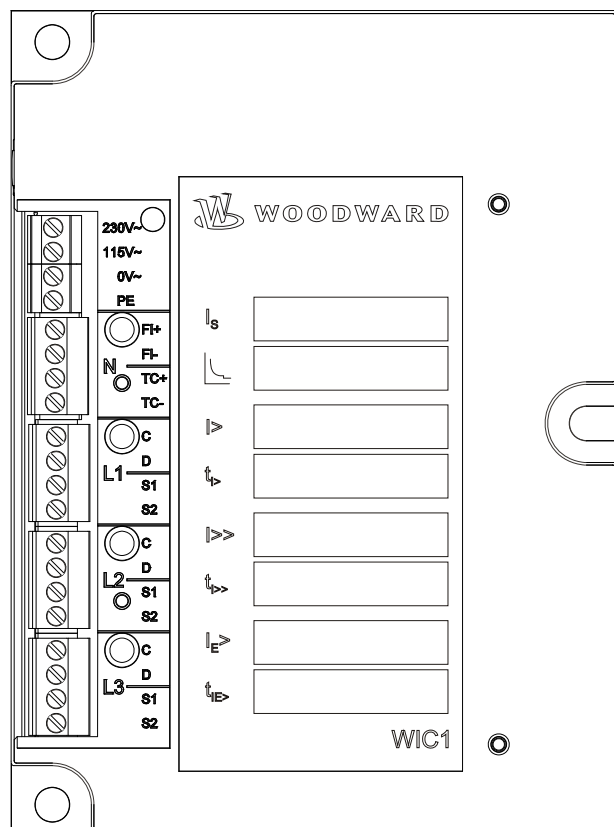 WOODWARD
230V~
115V~
0V~
PE
FI+
FI-
N
TC+
TC-
C
D
L1
S1
S2
C
D
L2
S1
S2
C
D
L3
S1
S2
IS
I>
tI>
I>>
tI>>
IE>
tIE>
WIC1